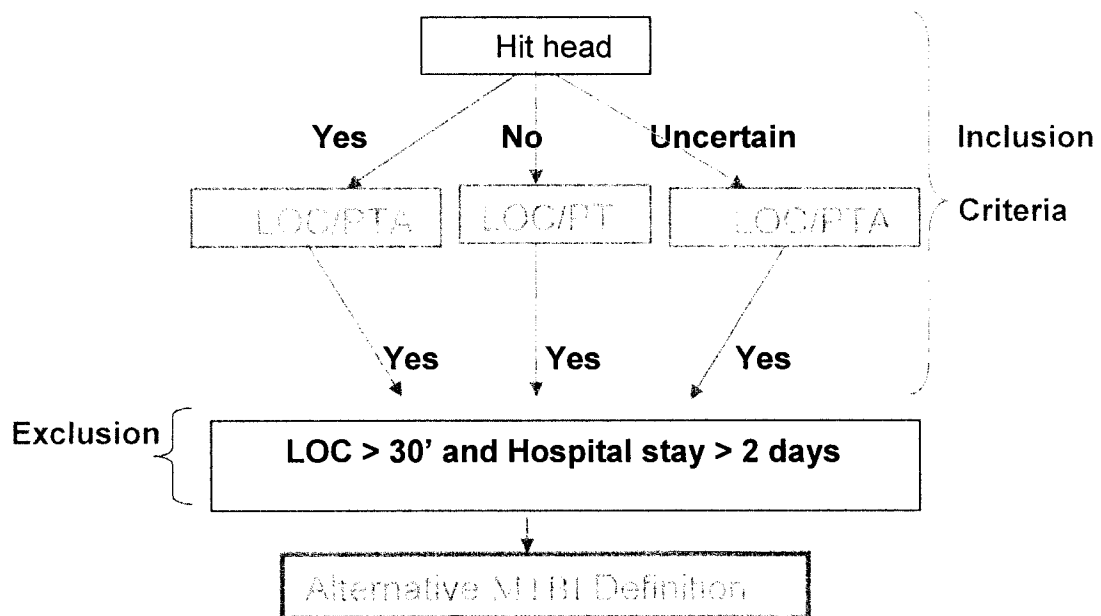 Hit head
Yes No Uncertain
Inclusion
LOC/PTA LOC/PT LOC/PTA
Criteria
Yes Yes Yes
Exclusion
LOC > 30' and Hospital stay > 2 days
Alternative MTBI Definition